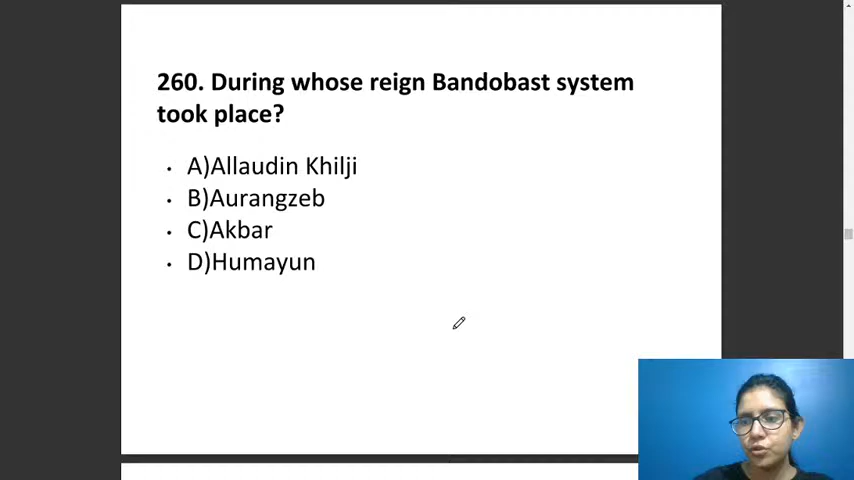 260. During whose reign Bandobast system
took place?
• A)Allaudin Khilji
• B)Aurangzeb
• C)Akbar
• D)Humayun